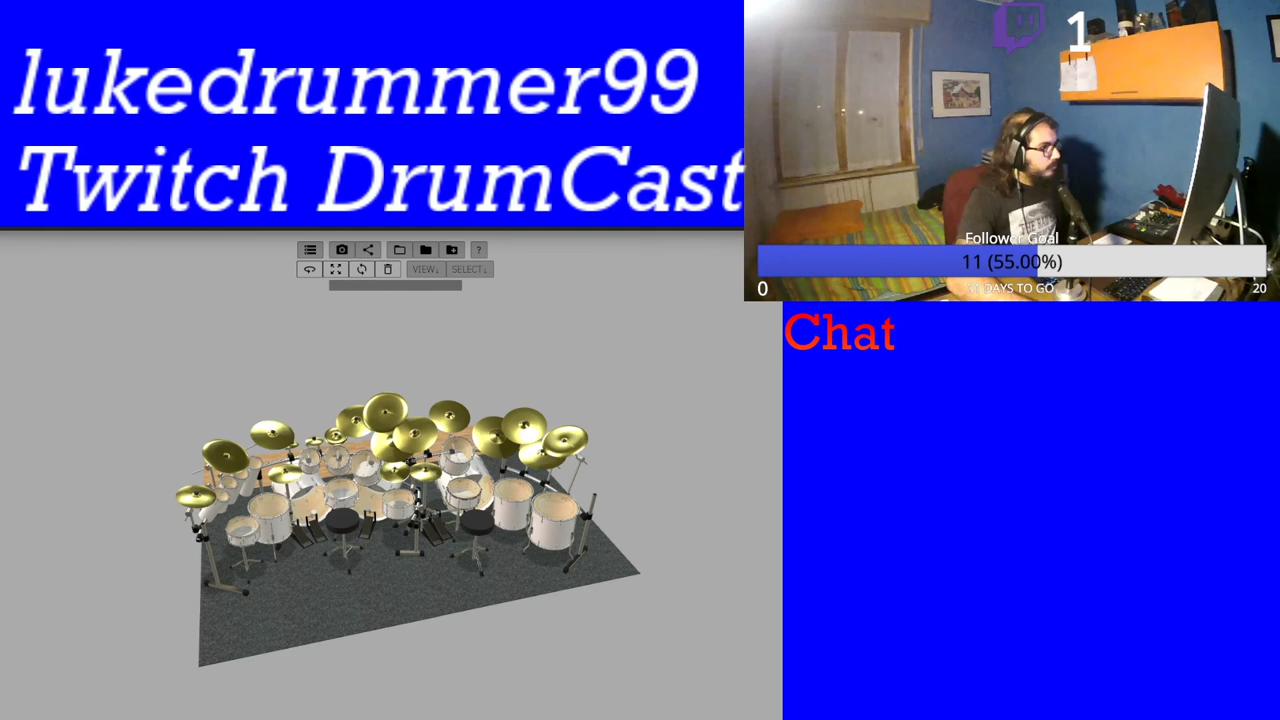 lukedrummer99
Twitch DrumCast
1
Follower Goal
11 (55.00%)
0
DAYS TO GO
20
?
VIEW↓
SELECT↓
Chat